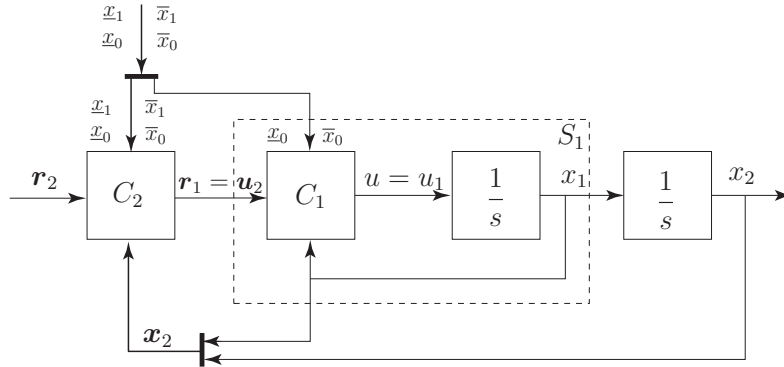 x̲₁ x̅₁
x̲₀ x̅₀
x̲₁ x̅₁
x̲₀ x̅₀
x̲₀ x̅₀
S₁
r₂
C₂
r₁ = u₂
C₁
u = u₁
1/s
x₁
1/s
x₂
x₂